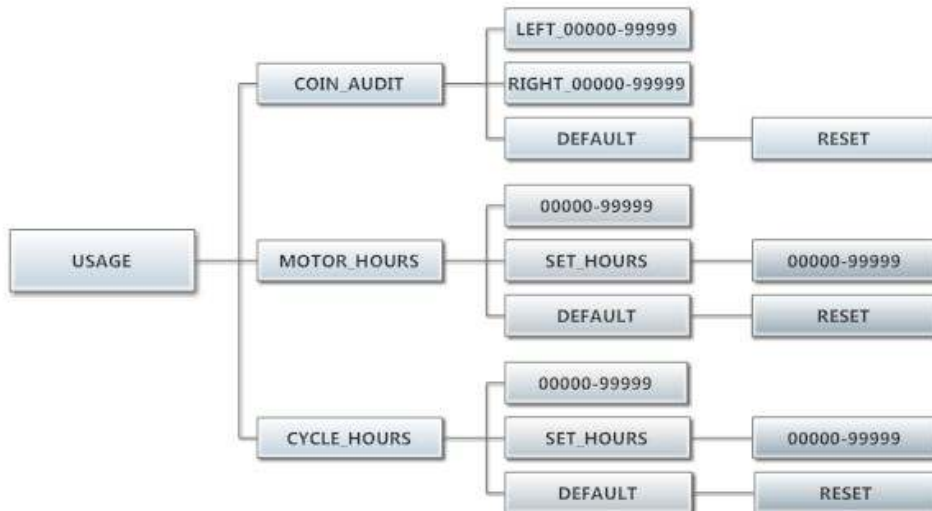 LEFT_00000-99999
COIN_AUDIT
RIGHT_00000-99999
DEFAULT
RESET
00000-99999
USAGE
MOTOR_HOURS
SET_HOURS
00000-99999
DEFAULT
RESET
00000-99999
CYCLE_HOURS
SET_HOURS
00000-99999
DEFAULT
RESET